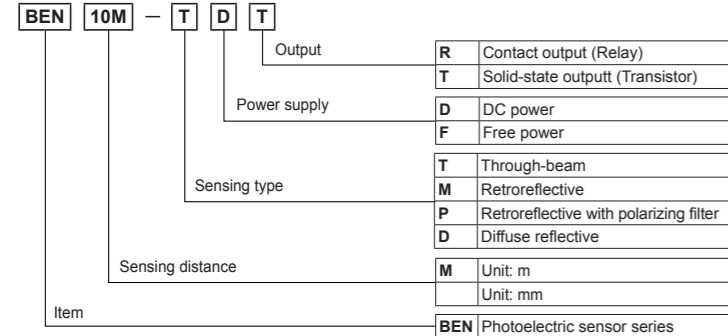 BEN 10M - T D T
Output
R Contact output (Relay)
T Solid-state outputt (Transistor)
Power supply
D DC power
F Free power
Sensing type
T Through-beam
M Retroreflective
P Retroreflective with polarizing filter
D Diffuse reflective
Sensing distance
M Unit: m
Unit: mm
Item
BEN Photoelectric sensor series